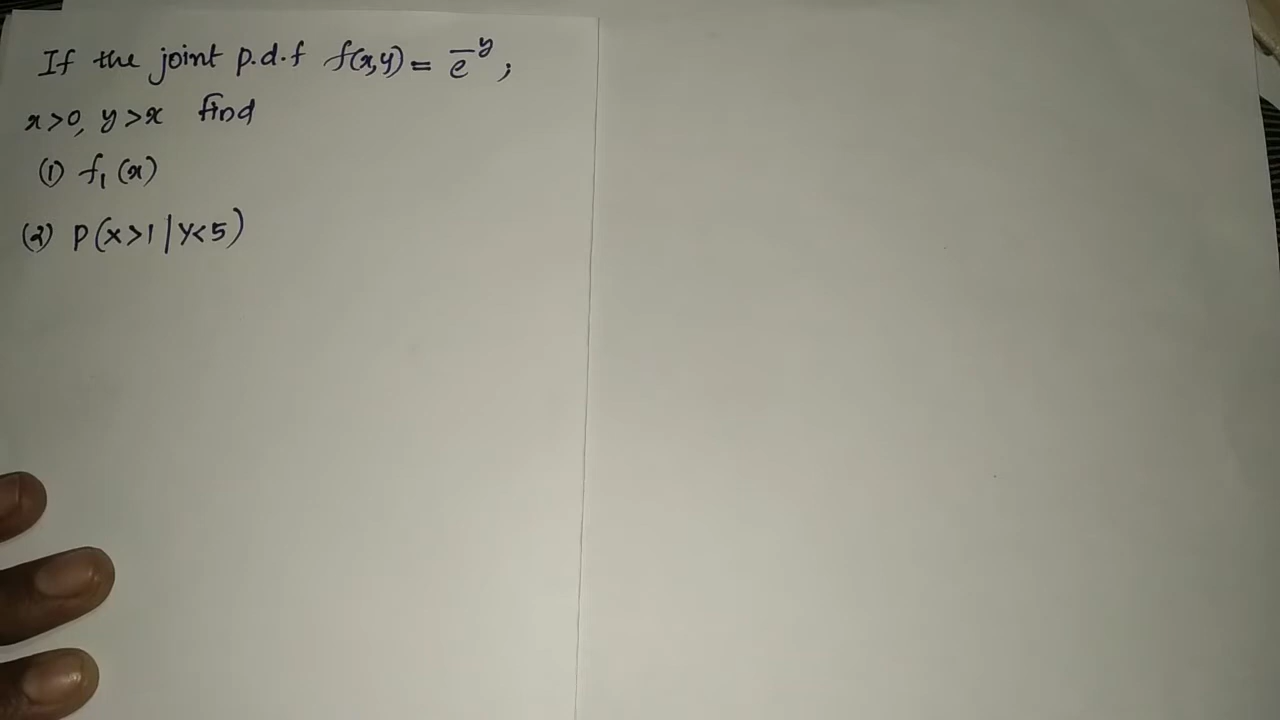 If the joint p.d.f f(x,y) = e^-y ;
x>0, y>x find
(1) f₁(x)
(2) P(x>1 | Y<5)